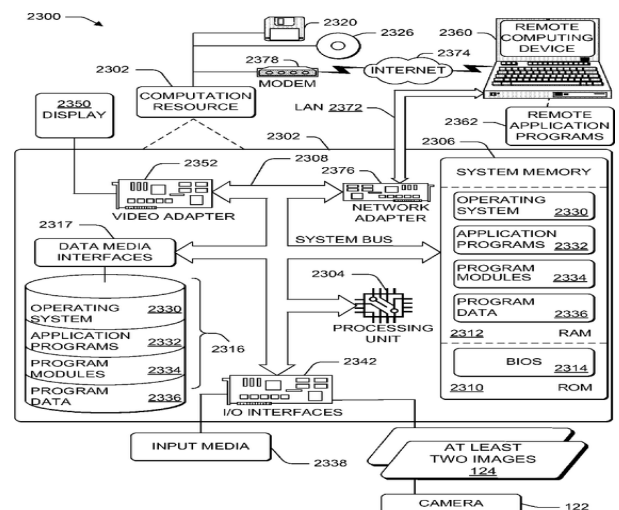 2300
2320
2326
2360
REMOTE
COMPUTING
DEVICE
2378
2374
INTERNET
MODEM
2302
COMPUTATION
RESOURCE
LAN 2372
2350
DISPLAY
2362
REMOTE
APPLICATION
PROGRAMS
2302
2306
2352
2308
2376
SYSTEM MEMORY
VIDEO ADAPTER
NETWORK
ADAPTER
OPERATING
SYSTEM 2330
2317
DATA MEDIA
INTERFACES
SYSTEM BUS
APPLICATION
PROGRAMS 2332
2304
PROGRAM
MODULES 2334
PROCESSING
UNIT
PROGRAM
DATA 2336
2312 RAM
OPERATING 2330
SYSTEM
APPLICATION
PROGRAMS 2332
PROGRAM
MODULES 2334
PROGRAM
DATA 2336
2316
2342
I/O INTERFACES
BIOS 2314
2310 ROM
INPUT MEDIA
2338
AT LEAST
TWO IMAGES
124
CAMERA
122